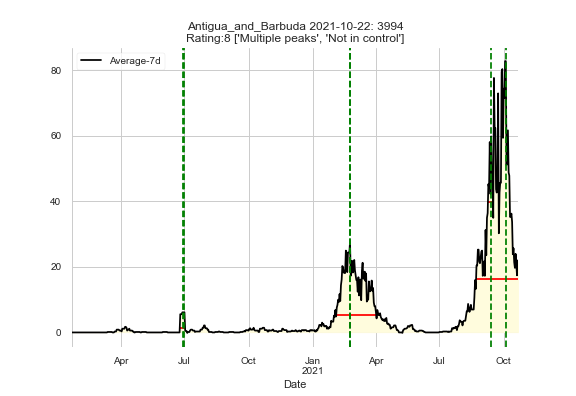 Antigua_and_Barbuda 2021-10-22: 3994
Rating:8 ['Multiple peaks', 'Not in control']
Average-7d
80
60
40
20
0
Apr Jul Oct Jan Apr Jul Oct
2021
Date